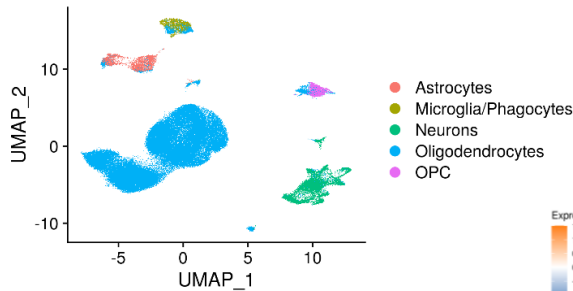 UMAP_2
10
0
-10
-5
0
5
10
UMAP_1
Astrocytes
Microglia/Phagocytes
Neurons
Oligodendrocytes
OPC